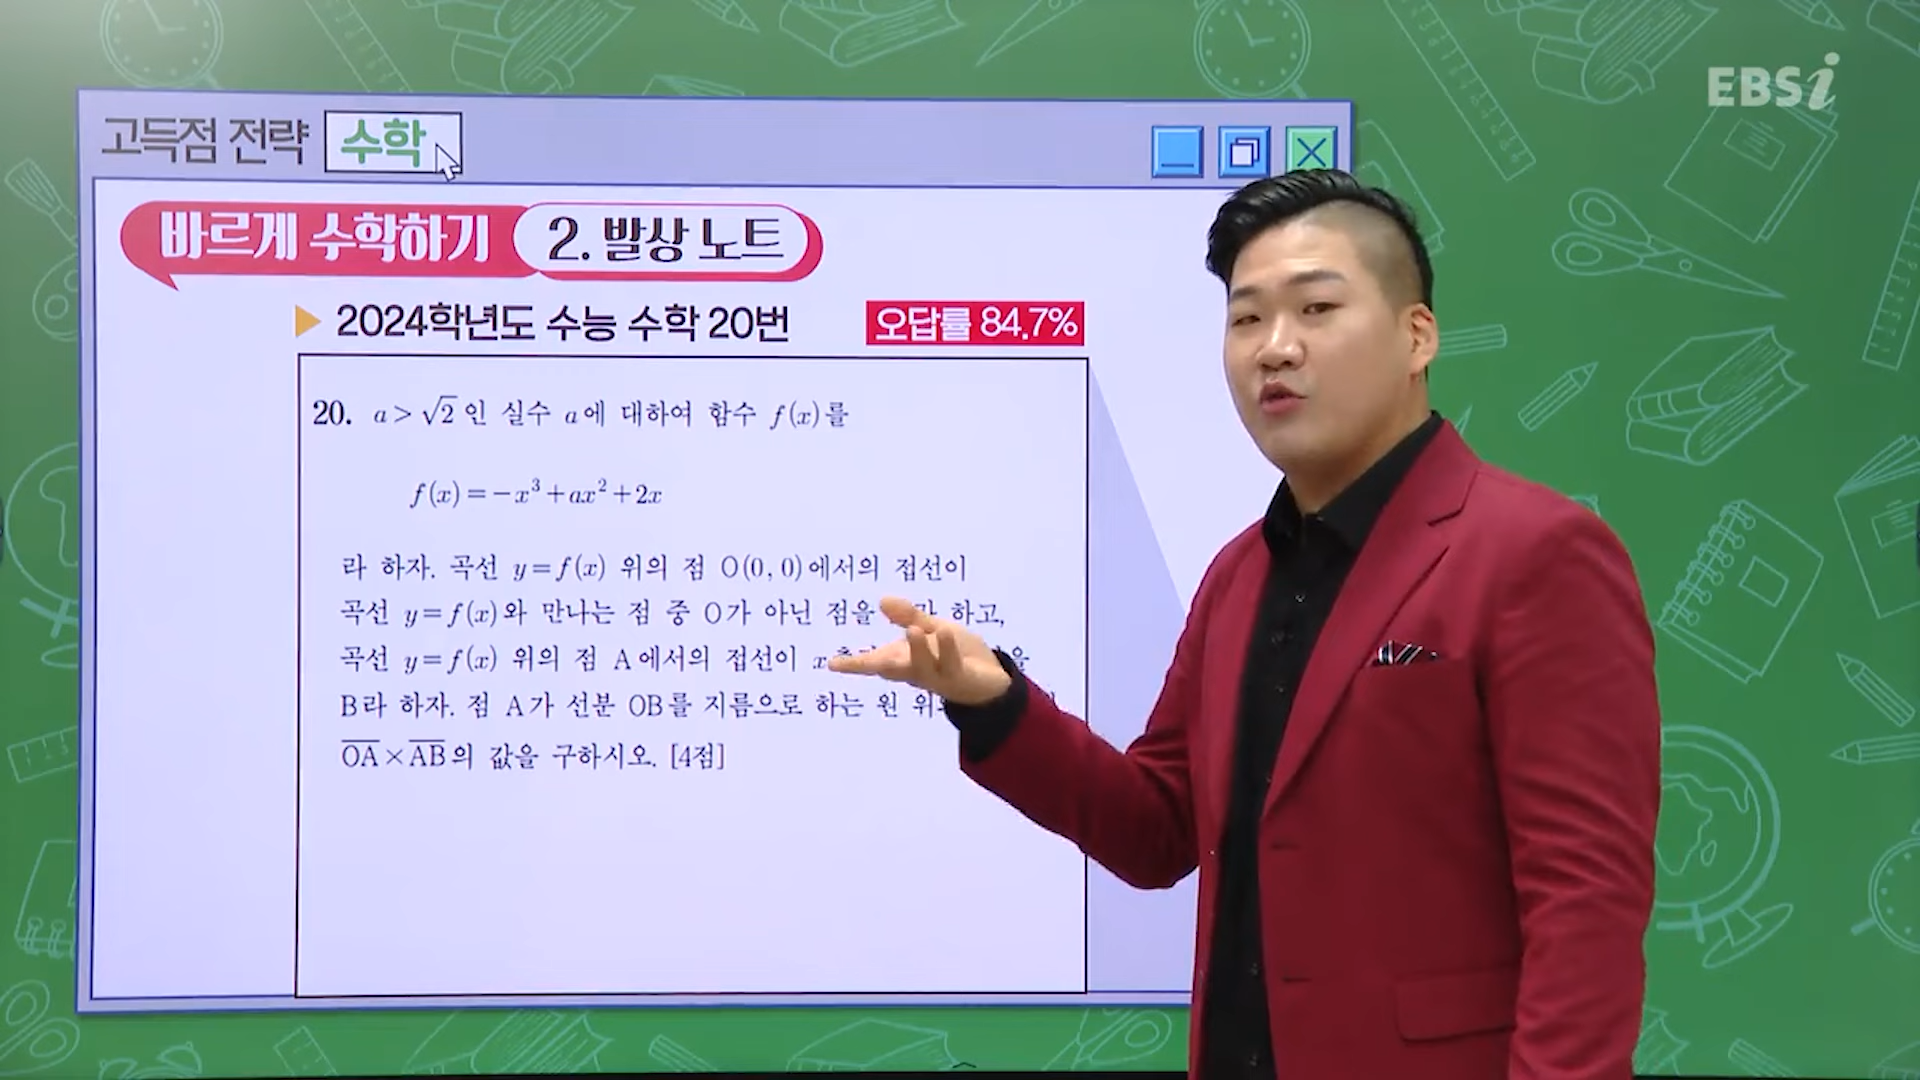 EBSi
고득점 전략 수학
바르게 수학하기 2. 발상 노트
▶ 2024학년도 수능 수학 20번 오답률 84.7%
20. a > √2 인 실수 a에 대하여 함수 f(x)를
f(x) = −x³ + ax² + 2x
라 하자. 곡선 y = f(x) 위의 점 O(0, 0)에서의 접선이
곡선 y = f(x)와 만나는 점 중 O가 아닌 점을 하고,
곡선 y = f(x) 위의 점 A에서의 접선이 x
B라 하자. 점 A가 선분 OB를 지름으로 하는 원
O̅A̅ × A̅B̅의 값을 구하시오. [4점]